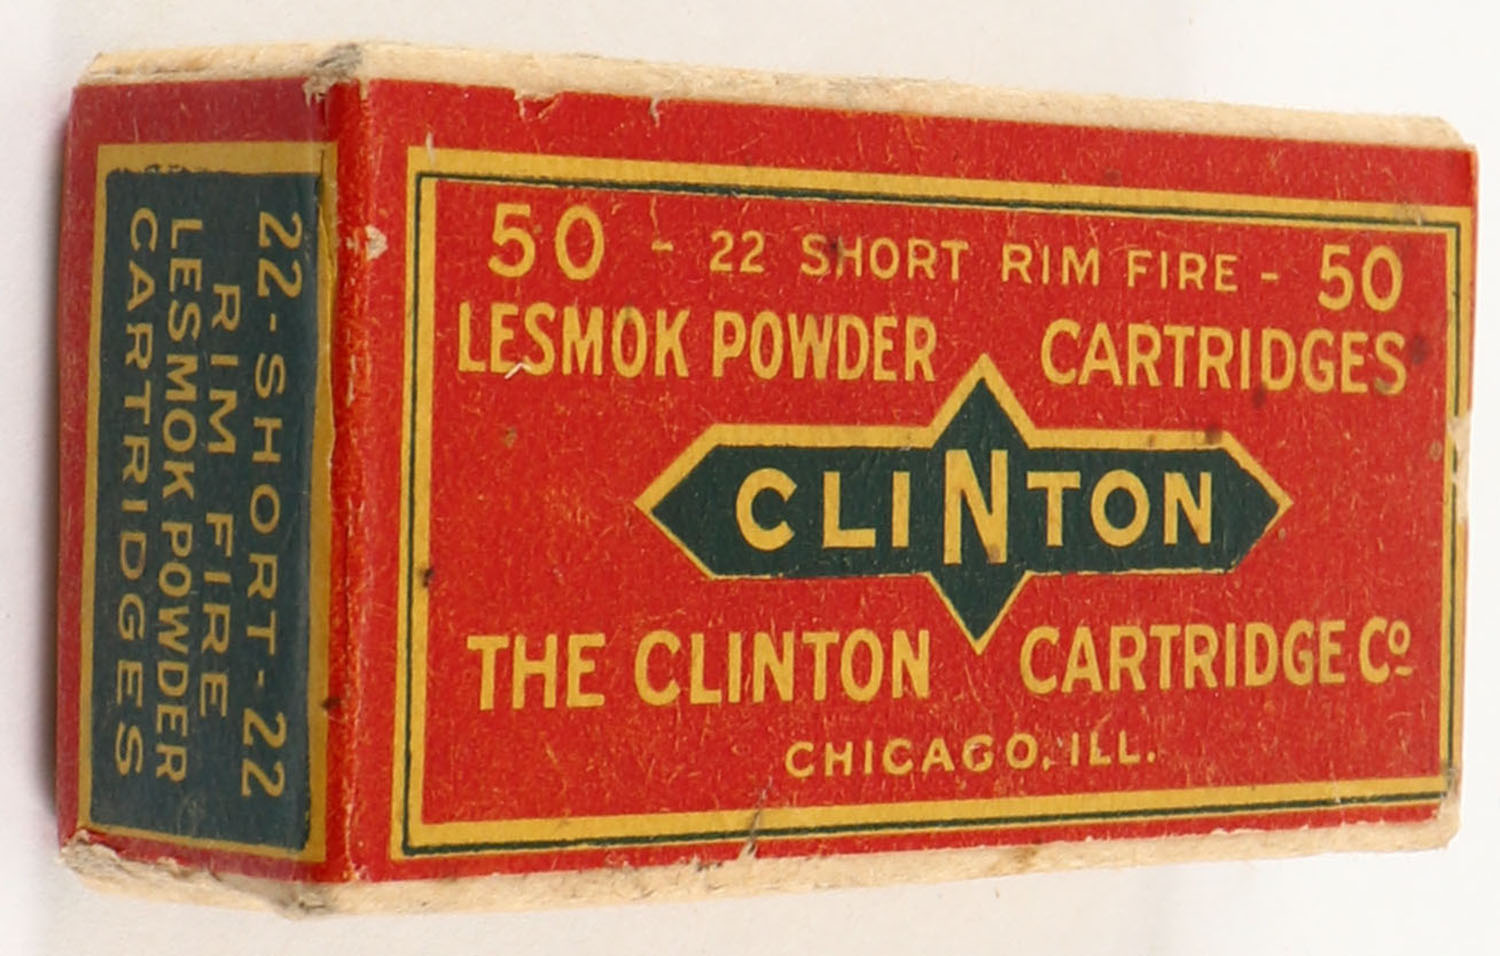 50 - 22 SHORT RIM FIRE - 50
LESMOK POWDER CARTRIDGES
CLINTON
THE CLINTON CARTRIDGE Co
CHICAGO, ILL.
22-SHORT-22
RIM FIRE
LESMOK POWDER
CARTRIDGES